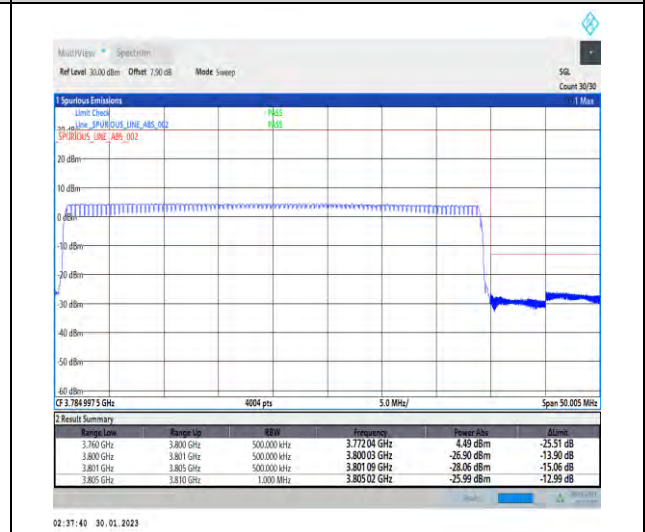 MultiView Spectrum
Ref Level 30.00 dBm Offset 7.90 dB Mode Sweep SGL
Count 30/30
1 Spurious Emissions 1 Max
Limit Check PASS
Line _SPURIOUS_LINE_ABS_002 PASS
_SPURIOUS_LINE_ABS_002
20 dBm
10 dBm
0 dBm
-10 dBm
-20 dBm
-30 dBm
-40 dBm
-50 dBm
-60 dBm
CF 3.784 997 5 GHz 4004 pts 5.0 MHz/ Span 50.005 MHz
2 Result Summary
Range Low Range Up RBW Frequency Power Abs ΔLimit
3.760 GHz 3.800 GHz 500.000 kHz 3.772 04 GHz 4.49 dBm -25.51 dB
3.800 GHz 3.801 GHz 500.000 kHz 3.800 03 GHz -26.90 dBm -13.90 dB
3.801 GHz 3.805 GHz 500.000 kHz 3.801 09 GHz -28.06 dBm -15.06 dB
3.805 GHz 3.810 GHz 1.000 MHz 3.805 02 GHz -25.99 dBm -12.99 dB
02:37:40 30.01.2023